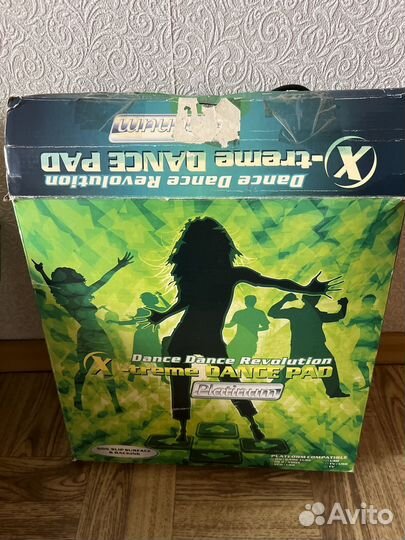 Platinum
X-treme DANCE PAD
Dance Dance Revolution
Dance Dance Revolution
X-treme DANCE PAD
Platinum
NON SLIP SURFACE
& BACKING
PLATFORM COMPATIBLE
Avito